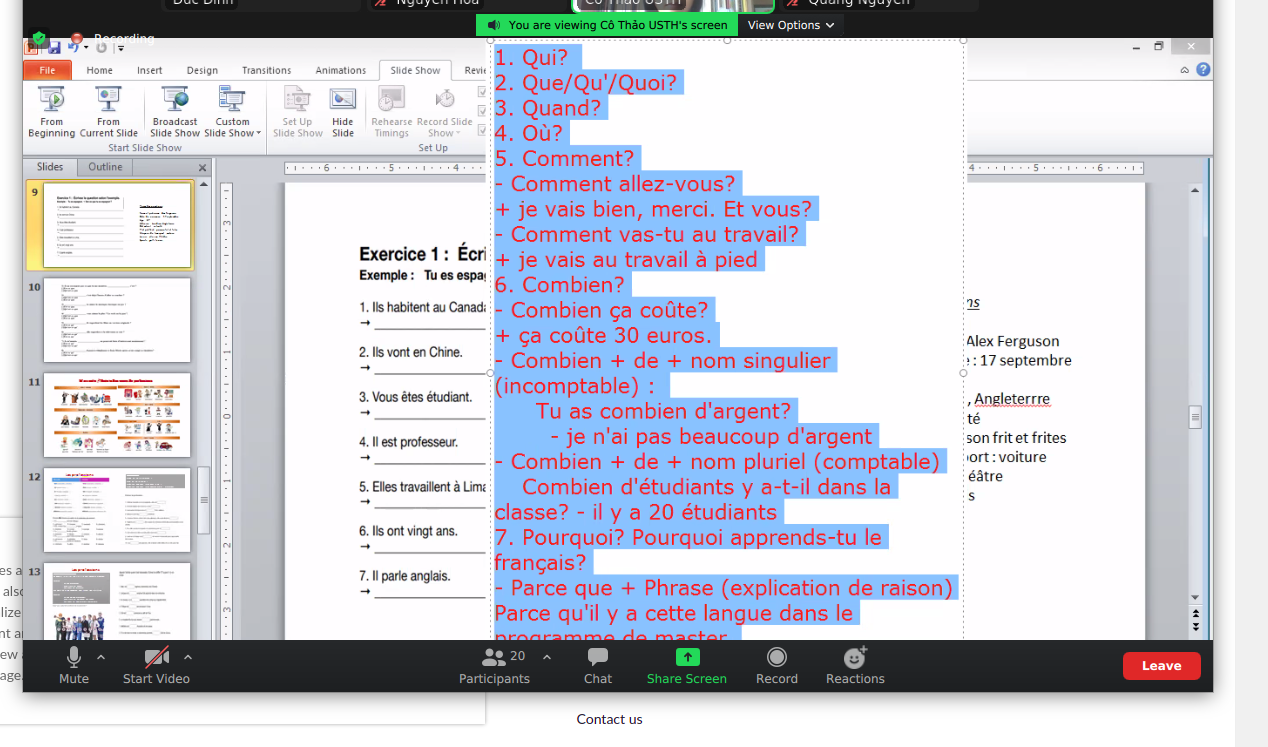 Duc Dinh
Nguyen Hoa
Cô Thảo USTH
Quang Nguyen
You are viewing Cô Thảo USTH's screen
View Options
Recording
File
Home
Insert
Design
Transitions
Animations
Slide Show
From Beginning
From Current Slide
Broadcast Slide Show
Custom Slide Show
Set Up Slide Show
Hide Slide
Rehearse Timings
Record Slide Show
Start Slide Show
Set Up
Slides
Outline
9
10
11
12
13
Exercice 1 :
Exemple : Tu es
1. Ils habitent au Canada
2. Ils vont en Chine.
3. Vous êtes étudiant.
4. Il est professeur.
5. Elles travaillent à Lima
6. Ils ont vingt ans.
7. Il parle anglais.
1. Qui?
2. Que/Qu'/Quoi?
3. Quand?
4. Où?
5. Comment?
- Comment allez-vous?
+ je vais bien, merci. Et vous?
- Comment vas-tu au travail?
+ je vais au travail à pied
6. Combien?
- Combien ça coûte?
+ ça coûte 30 euros.
- Combien + de + nom singulier
(incomptable) :
Tu as combien d'argent?
- je n'ai pas beaucoup d'argent
- Combien + de + nom pluriel (comptable)
Combien d'étudiants y a-t-il dans la
classe? - il y a 20 étudiants
7. Pourquoi? Pourquoi apprends-tu le
français?
- Parce que + Phrase (explication de raison)
Parce qu'il y a cette langue dans le
programme de master
Alex Ferguson
: 17 septembre
, Angleterrre
son frit et frites
port : voiture
éâtre
Mute
Start Video
20
Participants
Chat
Share Screen
Record
Reactions
Leave
Contact us